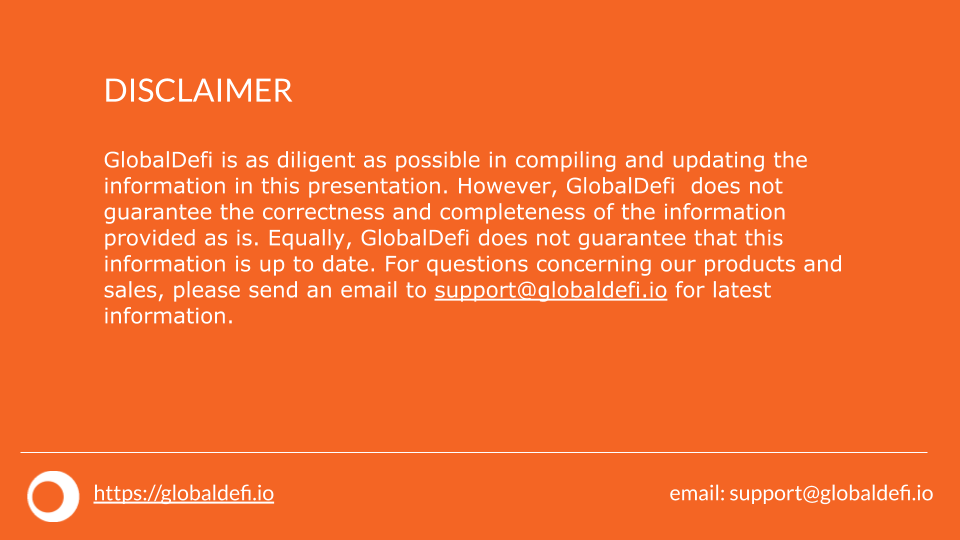 DISCLAIMER
GlobalDefi is as diligent as possible in compiling and updating the
information in this presentation. However, GlobalDefi  does not
guarantee the correctness and completeness of the information
provided as is. Equally, GlobalDefi does not guarantee that this
information is up to date. For questions concerning our products and
sales, please send an email to support@globaldefi.io for latest
information.
https://globaldefi.io
email: support@globaldefi.io